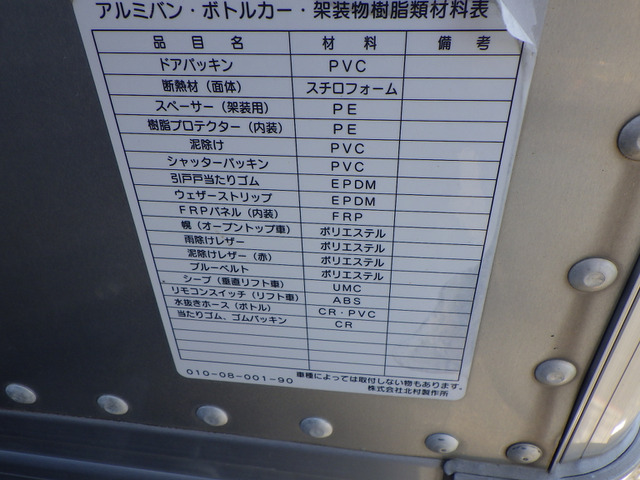 アルミバン・ボトルカー・架装物樹脂類材料表
品目名 材料 備考
ドアパッキン PVC
断熱材（面体） スチロフォーム
スペーサー（架装用） PE
樹脂プロテクター（内装） PE
泥除け PVC
シャッターパッキン PVC
引戸戸当たりゴム EPDM
ウェザーストリップ EPDM
FRPパネル（内装） FRP
幌（オープントップ車） ポリエステル
雨除けレザー ポリエステル
泥除けレザー（赤） ポリエステル
ブルーベルト ポリエステル
シーブ（垂直リフト車） UMC
リモコンスイッチ（リフト車） ABS
水抜きホース（ボトル） CR・PVC
当たりゴム、ゴムパッキン CR
010-08-001-90 車種によっては取付しない物もあります。
株式会社北村製作所